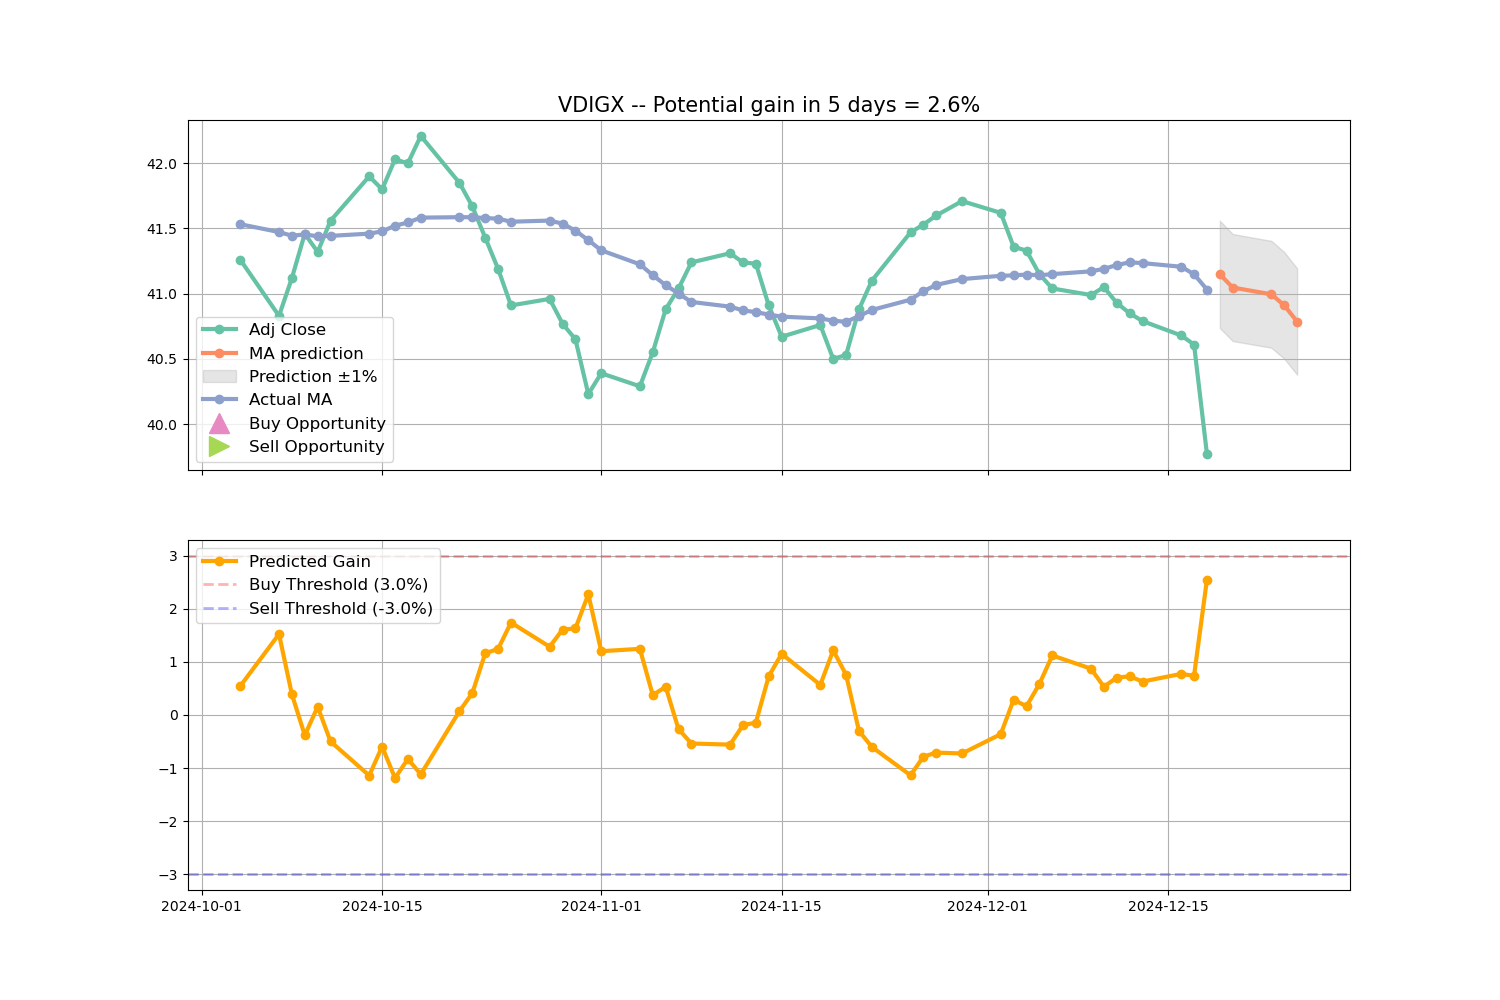 VDIGX -- Potential gain in 5 days = 2.6%
42.0
41.5
41.0
40.5
40.0
Adj Close
MA prediction
Prediction ±1%
Actual MA
Buy Opportunity
Sell Opportunity
3
2
1
0
−1
−2
−3
Predicted Gain
Buy Threshold (3.0%)
Sell Threshold (-3.0%)
2024-10-01
2024-10-15
2024-11-01
2024-11-15
2024-12-01
2024-12-15